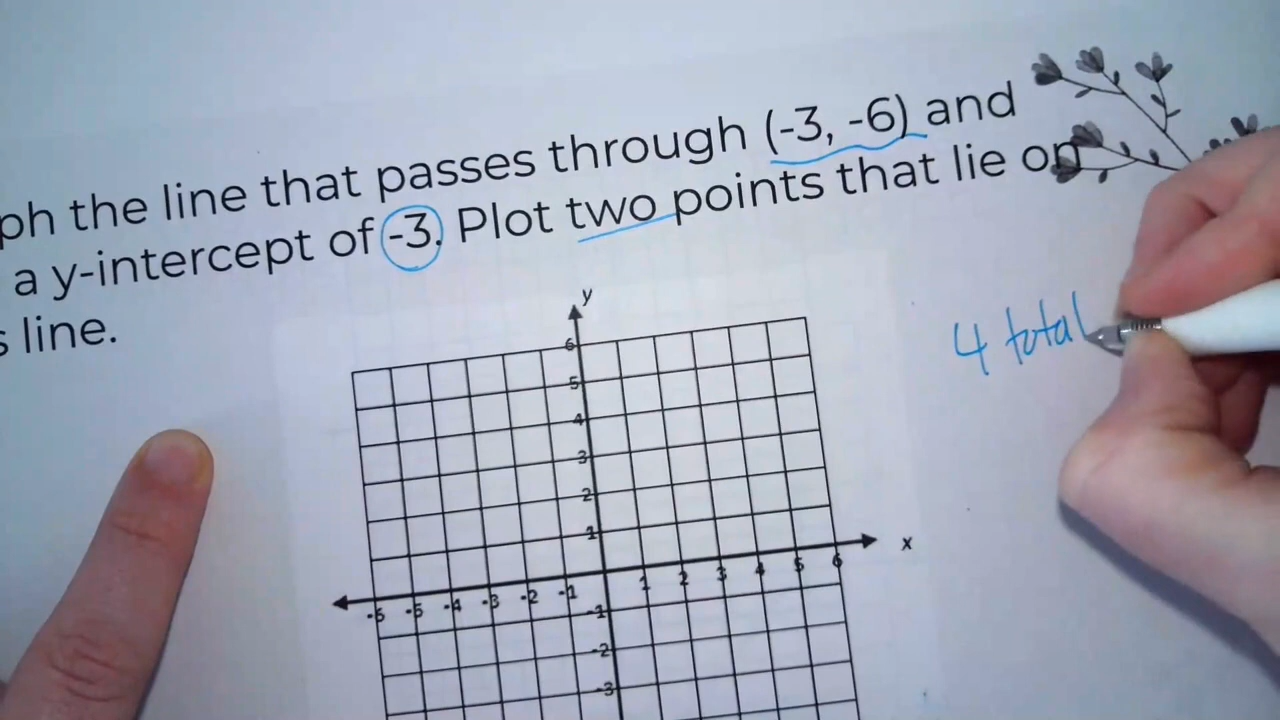 ph the line that passes through (-3, -6) and
a y-intercept of -3. Plot two points that lie on
s line.
4 total
y
6
5
4
3
2
1
x
-6 -5 -4 -3 -2 -1 1 2 3 4 5 6
-1
-2
-3